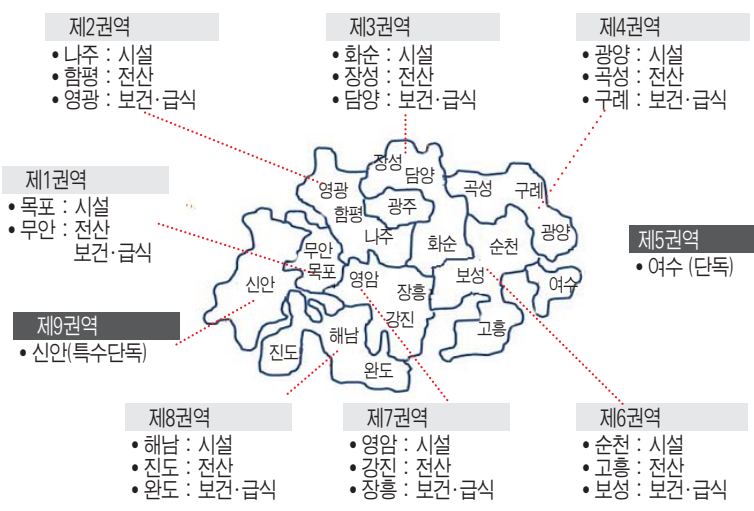 제2권역
• 나주 : 시설
• 함평 : 전산
• 영광 : 보건·급식
제3권역
• 화순 : 시설
• 장성 : 전산
• 담양 : 보건·급식
제4권역
• 광양 : 시설
• 곡성 : 전산
• 구례 : 보건·급식
제1권역
• 목포 : 시설
• 무안 : 전산
보건·급식
제5권역
• 여수 (단독)
제9권역
• 신안(특수단독)
장성
담양
영광
곡성
구례
함평
광주
나주
화순
순천
광양
무안
목포
신안
영암
장흥
보성
여수
강진
고흥
해남
진도
완도
제8권역
• 해남 : 시설
• 진도 : 전산
• 완도 : 보건·급식
제7권역
• 영암 : 시설
• 강진 : 전산
• 장흥 : 보건·급식
제6권역
• 순천 : 시설
• 고흥 : 전산
• 보성 : 보건·급식